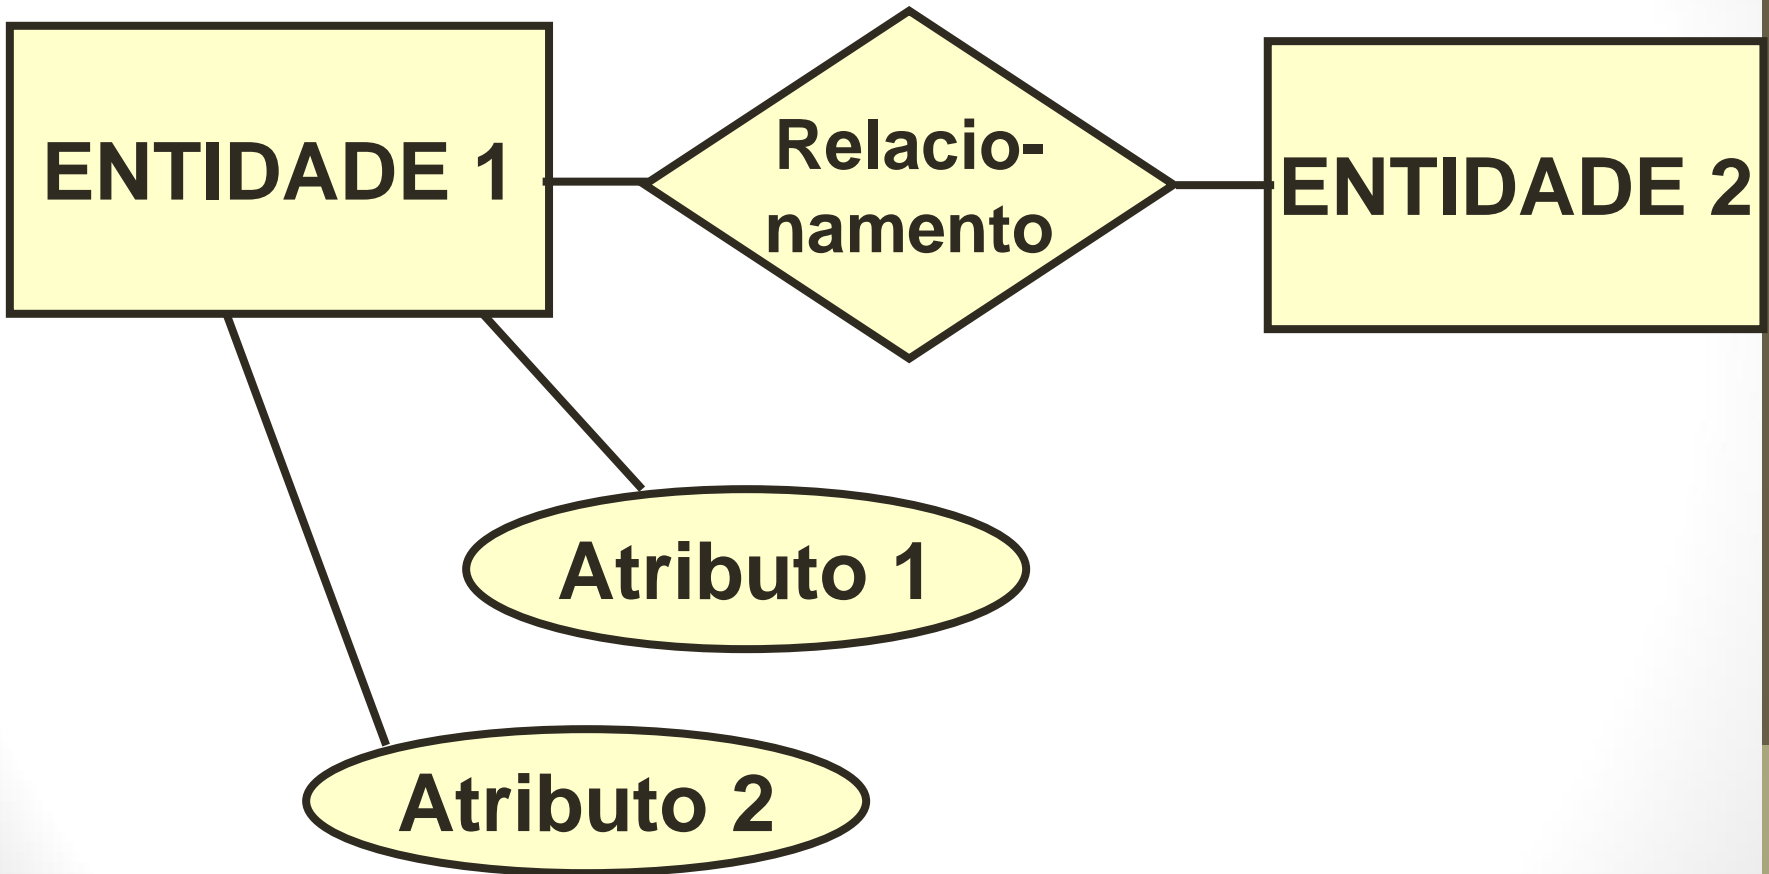 ENTIDADE 1
Relacio-
namento
ENTIDADE 2
Atributo 1
Atributo 2